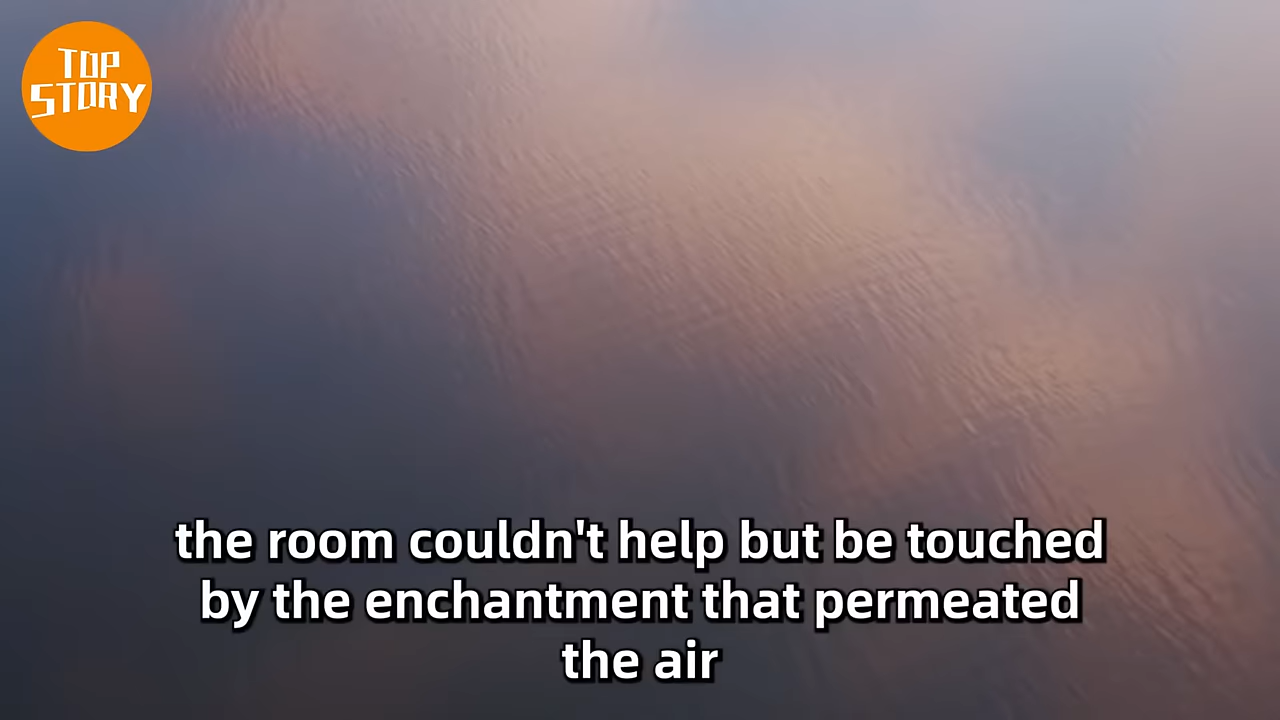 TOP
STORY
the room couldn't help but be touched
by the enchantment that permeated
the air